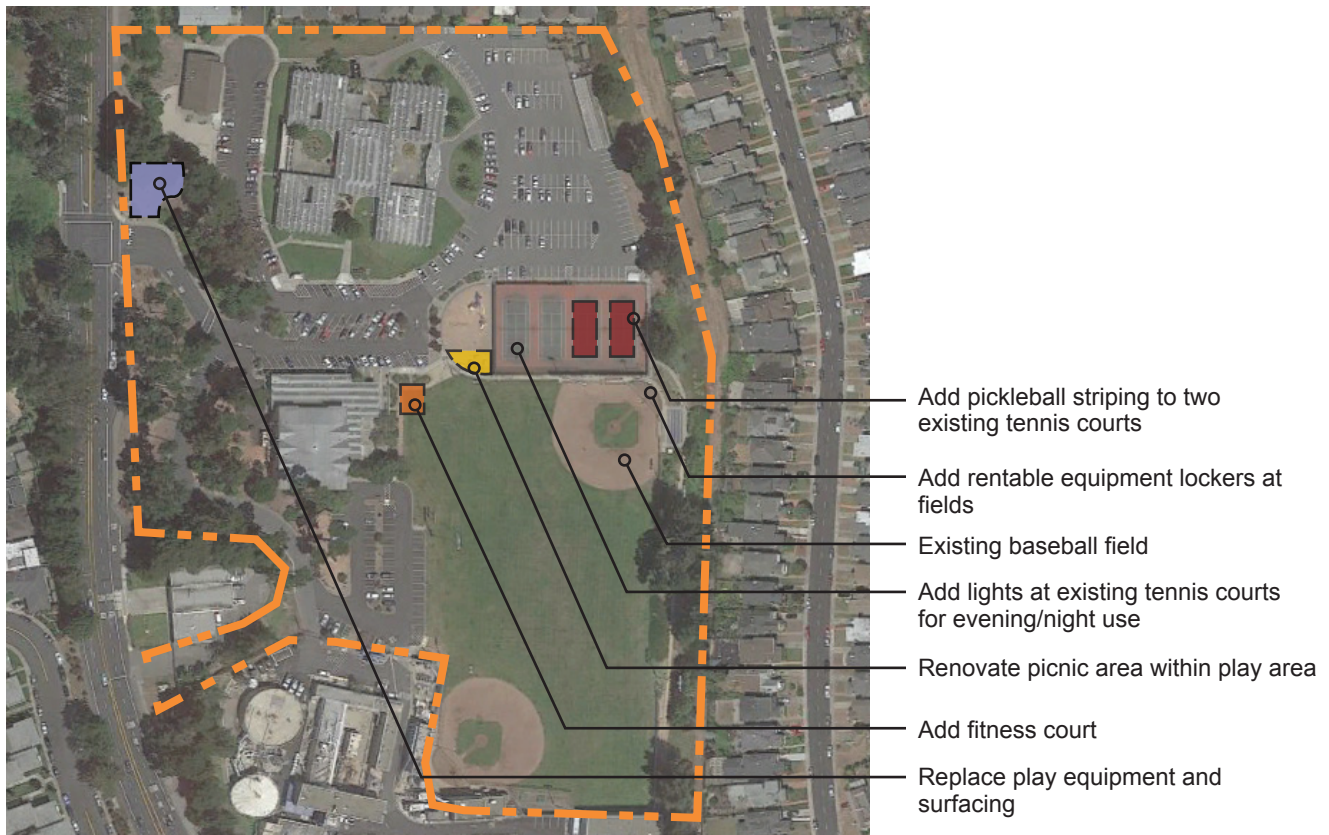 Add pickleball striping to two
existing tennis courts
Add rentable equipment lockers at
fields
Existing baseball field
Add lights at existing tennis courts
for evening/night use
Renovate picnic area within play area
Add fitness court
Replace play equipment and
surfacing